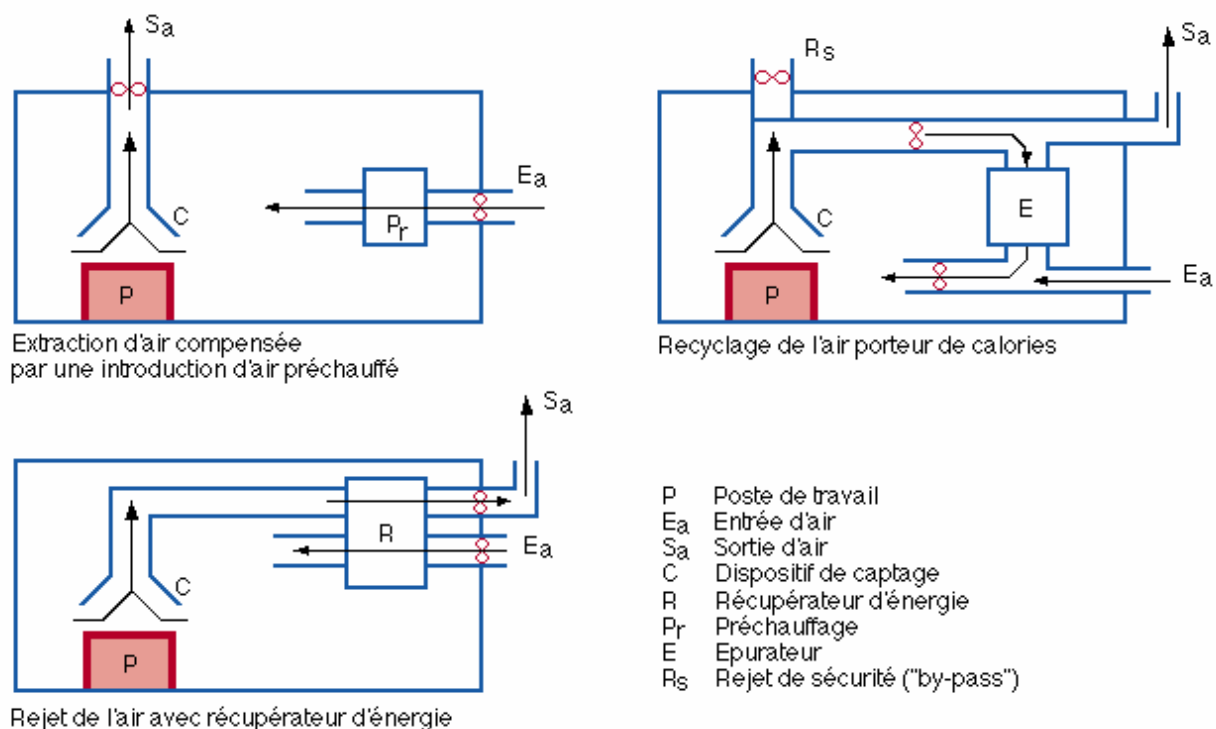 Sa
Ea
C
Pr
P
Extraction d'air compensée
par une introduction d'air préchauffé
Rs
Sa
C
E
P
Ea
Recyclage de l'air porteur de calories
Sa
R
Ea
C
P
Rejet de l'air avec récupérateur d'énergie
P Poste de travail
Ea Entrée d'air
Sa Sortie d'air
C Dispositif de captage
R Récupérateur d'énergie
Pr Préchauffage
E Epurateur
Rs Rejet de sécurité ("by-pass")